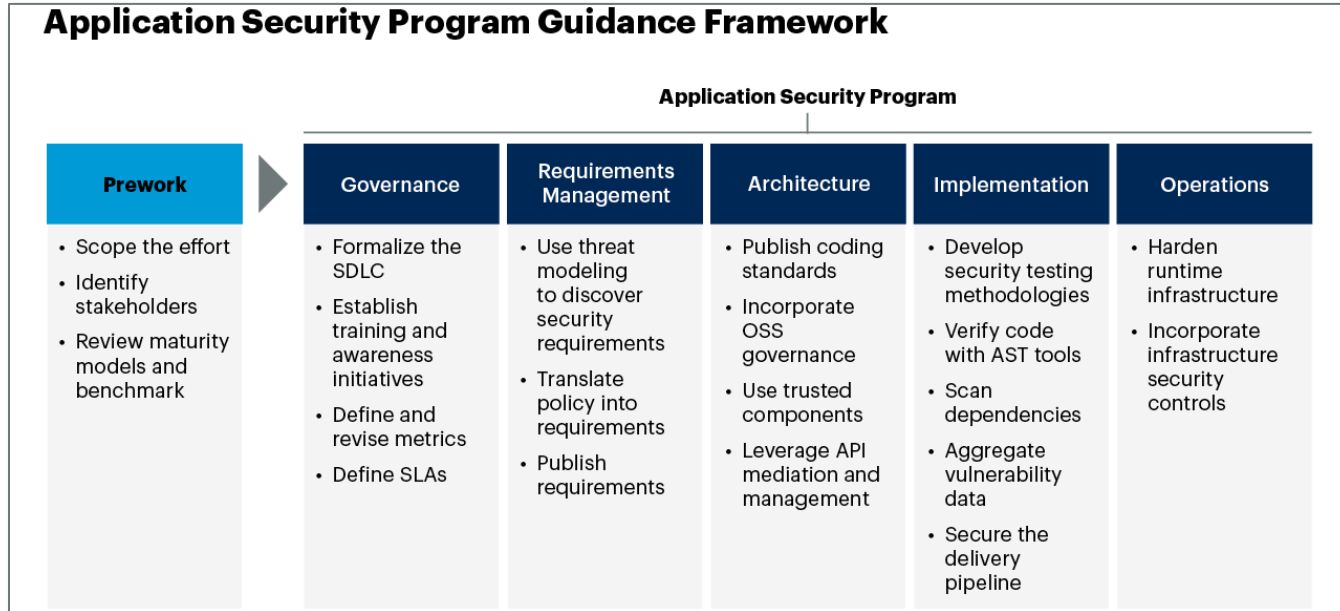 Application Security Program Guidance Framework
Application Security Program
Prework
• Scope the effort
• Identify
stakeholders
• Review maturity
models and
benchmark
Governance
• Formalize the
SDLC
• Establish
training and
awareness
initiatives
• Define and
revise metrics
• Define SLAs
Requirements
Management
• Use threat
modeling
to discover
security
requirements
• Translate
policy into
requirements
• Publish
requirements
Architecture
• Publish coding
standards
• Incorporate
OSS
governance
• Use trusted
components
• Leverage API
mediation and
management
Implementation
• Develop
security testing
methodologies
• Verify code
with AST tools
• Scan
dependencies
• Aggregate
vulnerability
data
• Secure the
delivery
pipeline
Operations
• Harden
runtime
infrastructure
• Incorporate
infrastructure
security
controls